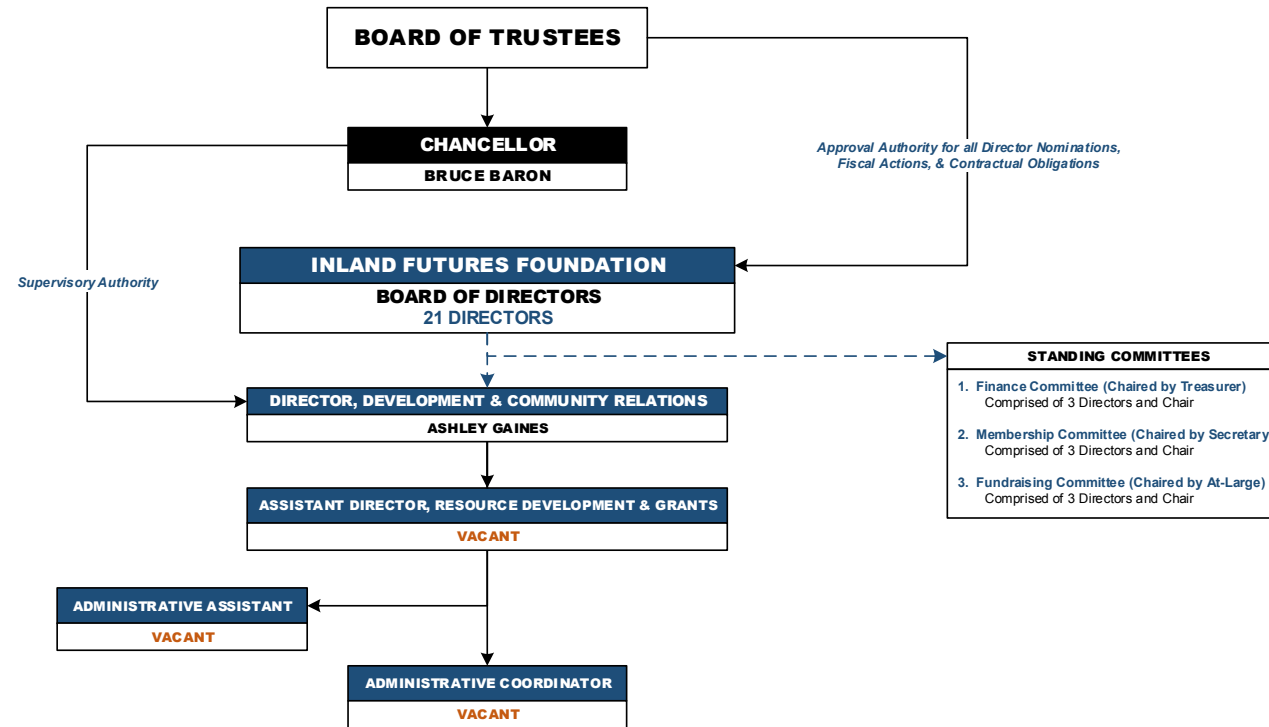 BOARD OF TRUSTEES
CHANCELLOR
BRUCE BARON
Approval Authority for all Director Nominations,
Fiscal Actions, & Contractual Obligations
Supervisory Authority
INLAND FUTURES FOUNDATION
BOARD OF DIRECTORS
21 DIRECTORS
STANDING COMMITTEES
1. Finance Committee (Chaired by Treasurer)
Comprised of 3 Directors and Chair
2. Membership Committee (Chaired by Secretary
Comprised of 3 Directors and Chair
3. Fundraising Committee (Chaired by At-Large)
Comprised of 3 Directors and Chair
DIRECTOR, DEVELOPMENT & COMMUNITY RELATIONS
ASHLEY GAINES
ASSISTANT DIRECTOR, RESOURCE DEVELOPMENT & GRANTS
VACANT
ADMINISTRATIVE ASSISTANT
VACANT
ADMINISTRATIVE COORDINATOR
VACANT